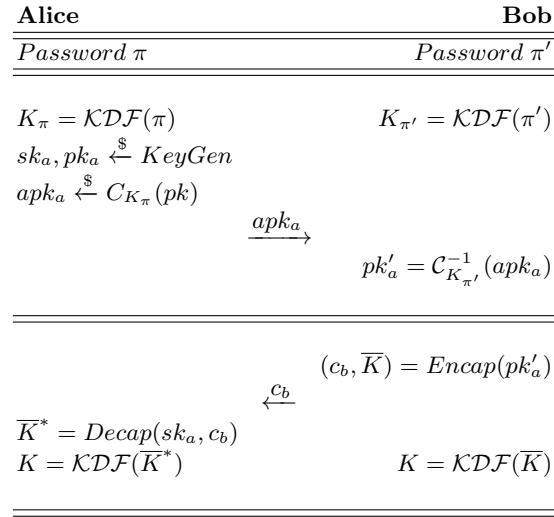 Alice Bob
Password π Password π′
K_π = KDF(π) K_π′ = KDF(π′)
sk_a, pk_a ←$ KeyGen
apk_a ←$ C_{K_π}(pk)
apk_a
pk′_a = C^{-1}_{K_π′}(apk_a)
(c_b, K̅) = Encap(pk′_a)
c_b
K̅* = Decap(sk_a, c_b)
K = KDF(K̅*) K = KDF(K̅)